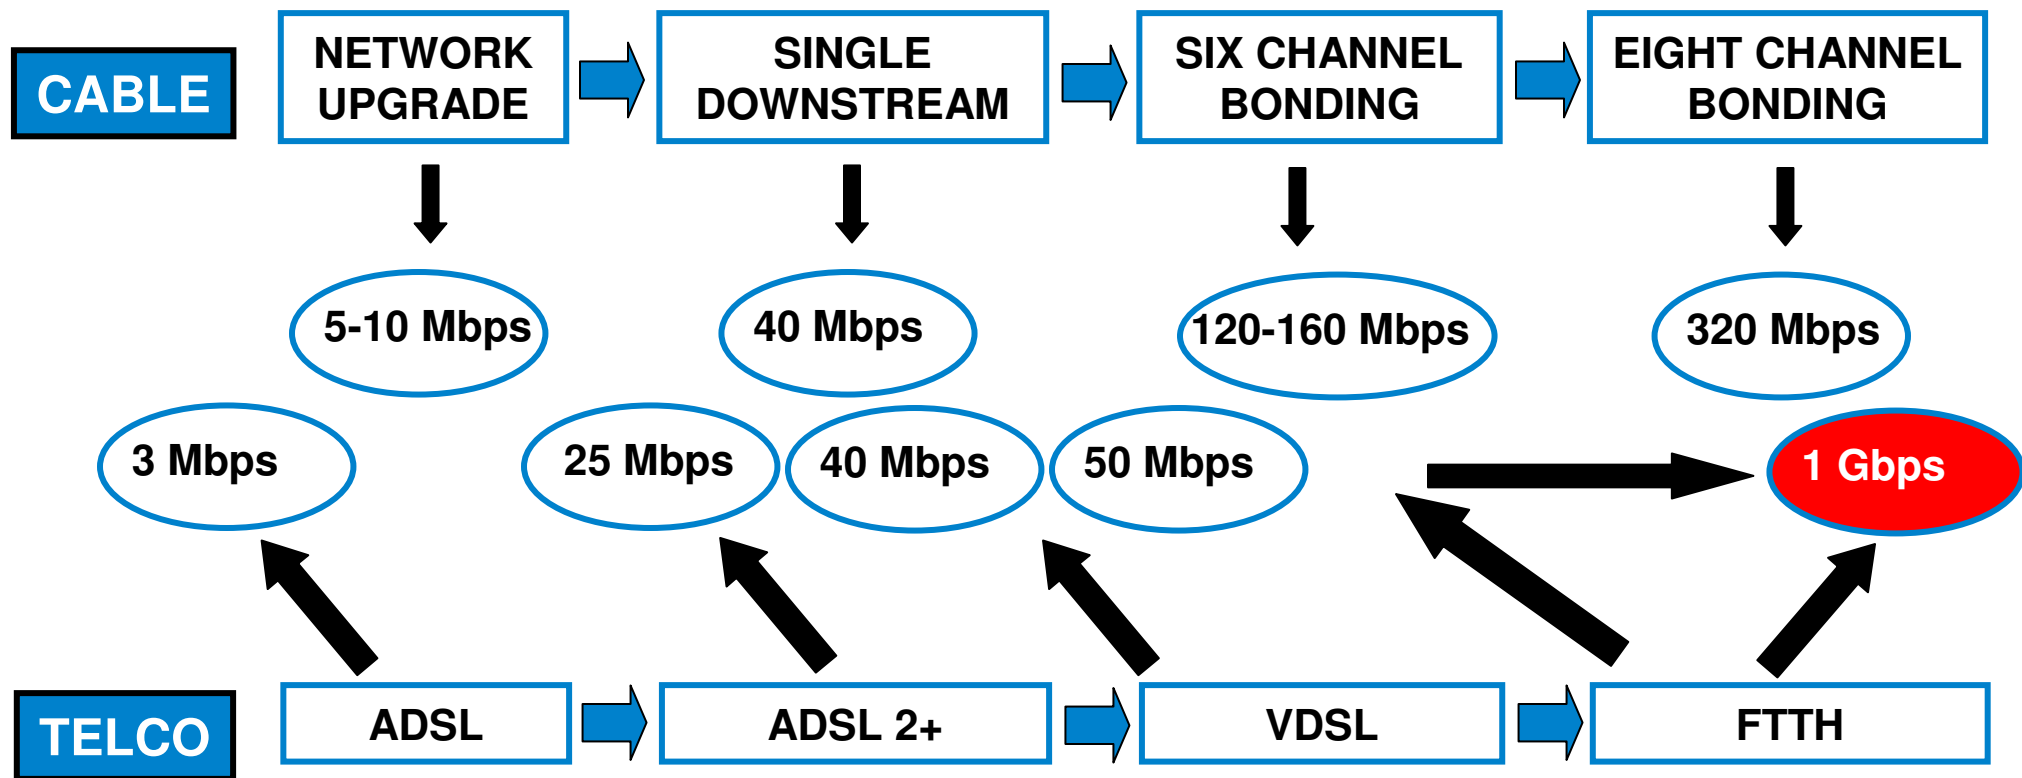 CABLE
NETWORK
UPGRADE
SINGLE
DOWNSTREAM
SIX CHANNEL
BONDING
EIGHT CHANNEL
BONDING
5-10 Mbps
40 Mbps
120-160 Mbps
320 Mbps
3 Mbps
25 Mbps
40 Mbps
50 Mbps
1 Gbps
TELCO
ADSL
ADSL 2+
VDSL
FTTH